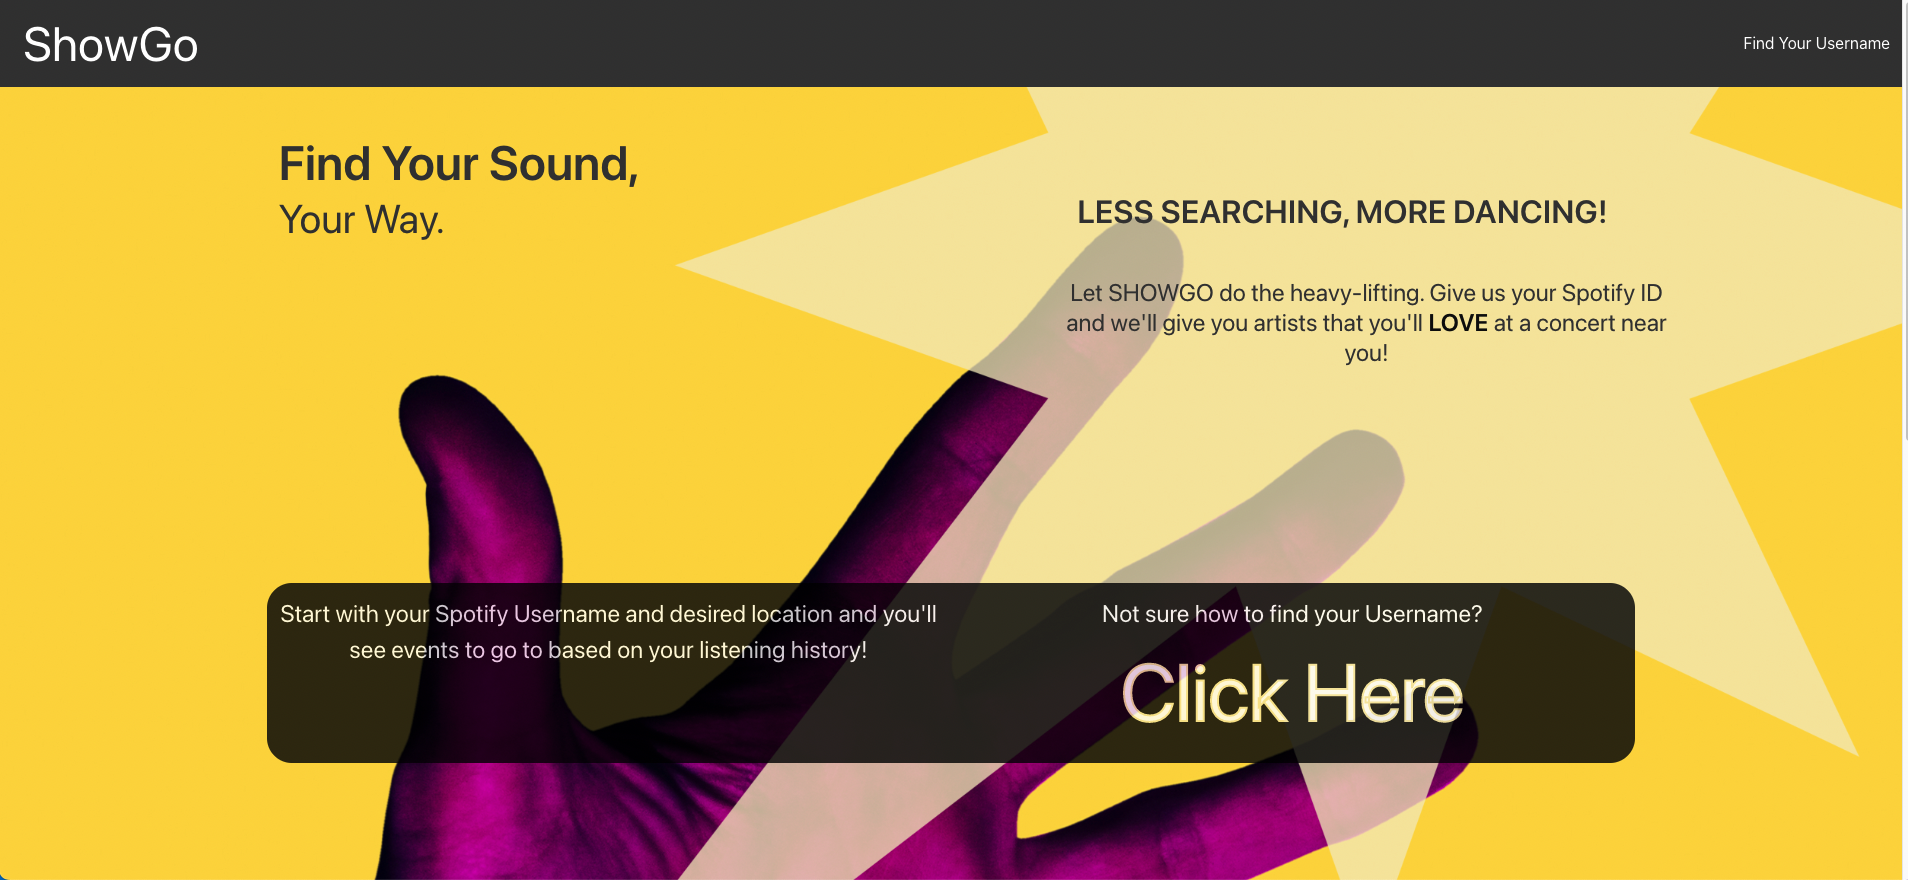 ShowGo
Find Your Username
Find Your Sound,
Your Way.
LESS SEARCHING, MORE DANCING!
Let SHOWGO do the heavy-lifting. Give us your Spotify ID
and we'll give you artists that you'll LOVE at a concert near
you!
Start with your Spotify Username and desired location and you'll
see events to go to based on your listening history!
Not sure how to find your Username?
Click Here